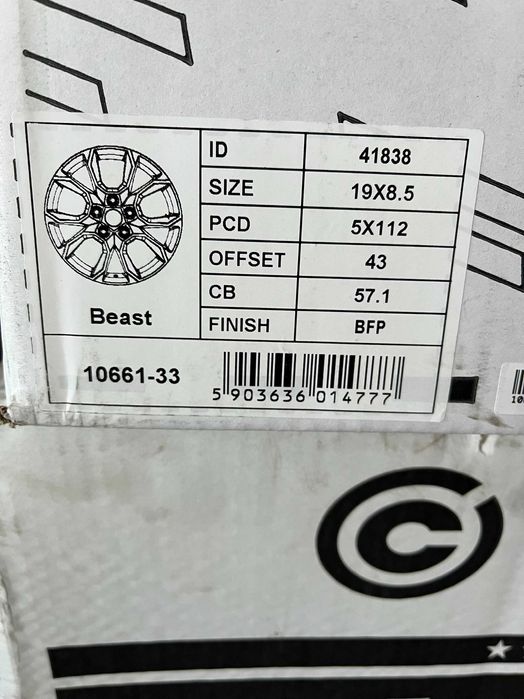 ID 41838
SIZE 19X8.5
PCD 5X112
OFFSET 43
CB 57.1
FINISH BFP
Beast
10661-33
5 903636 014777